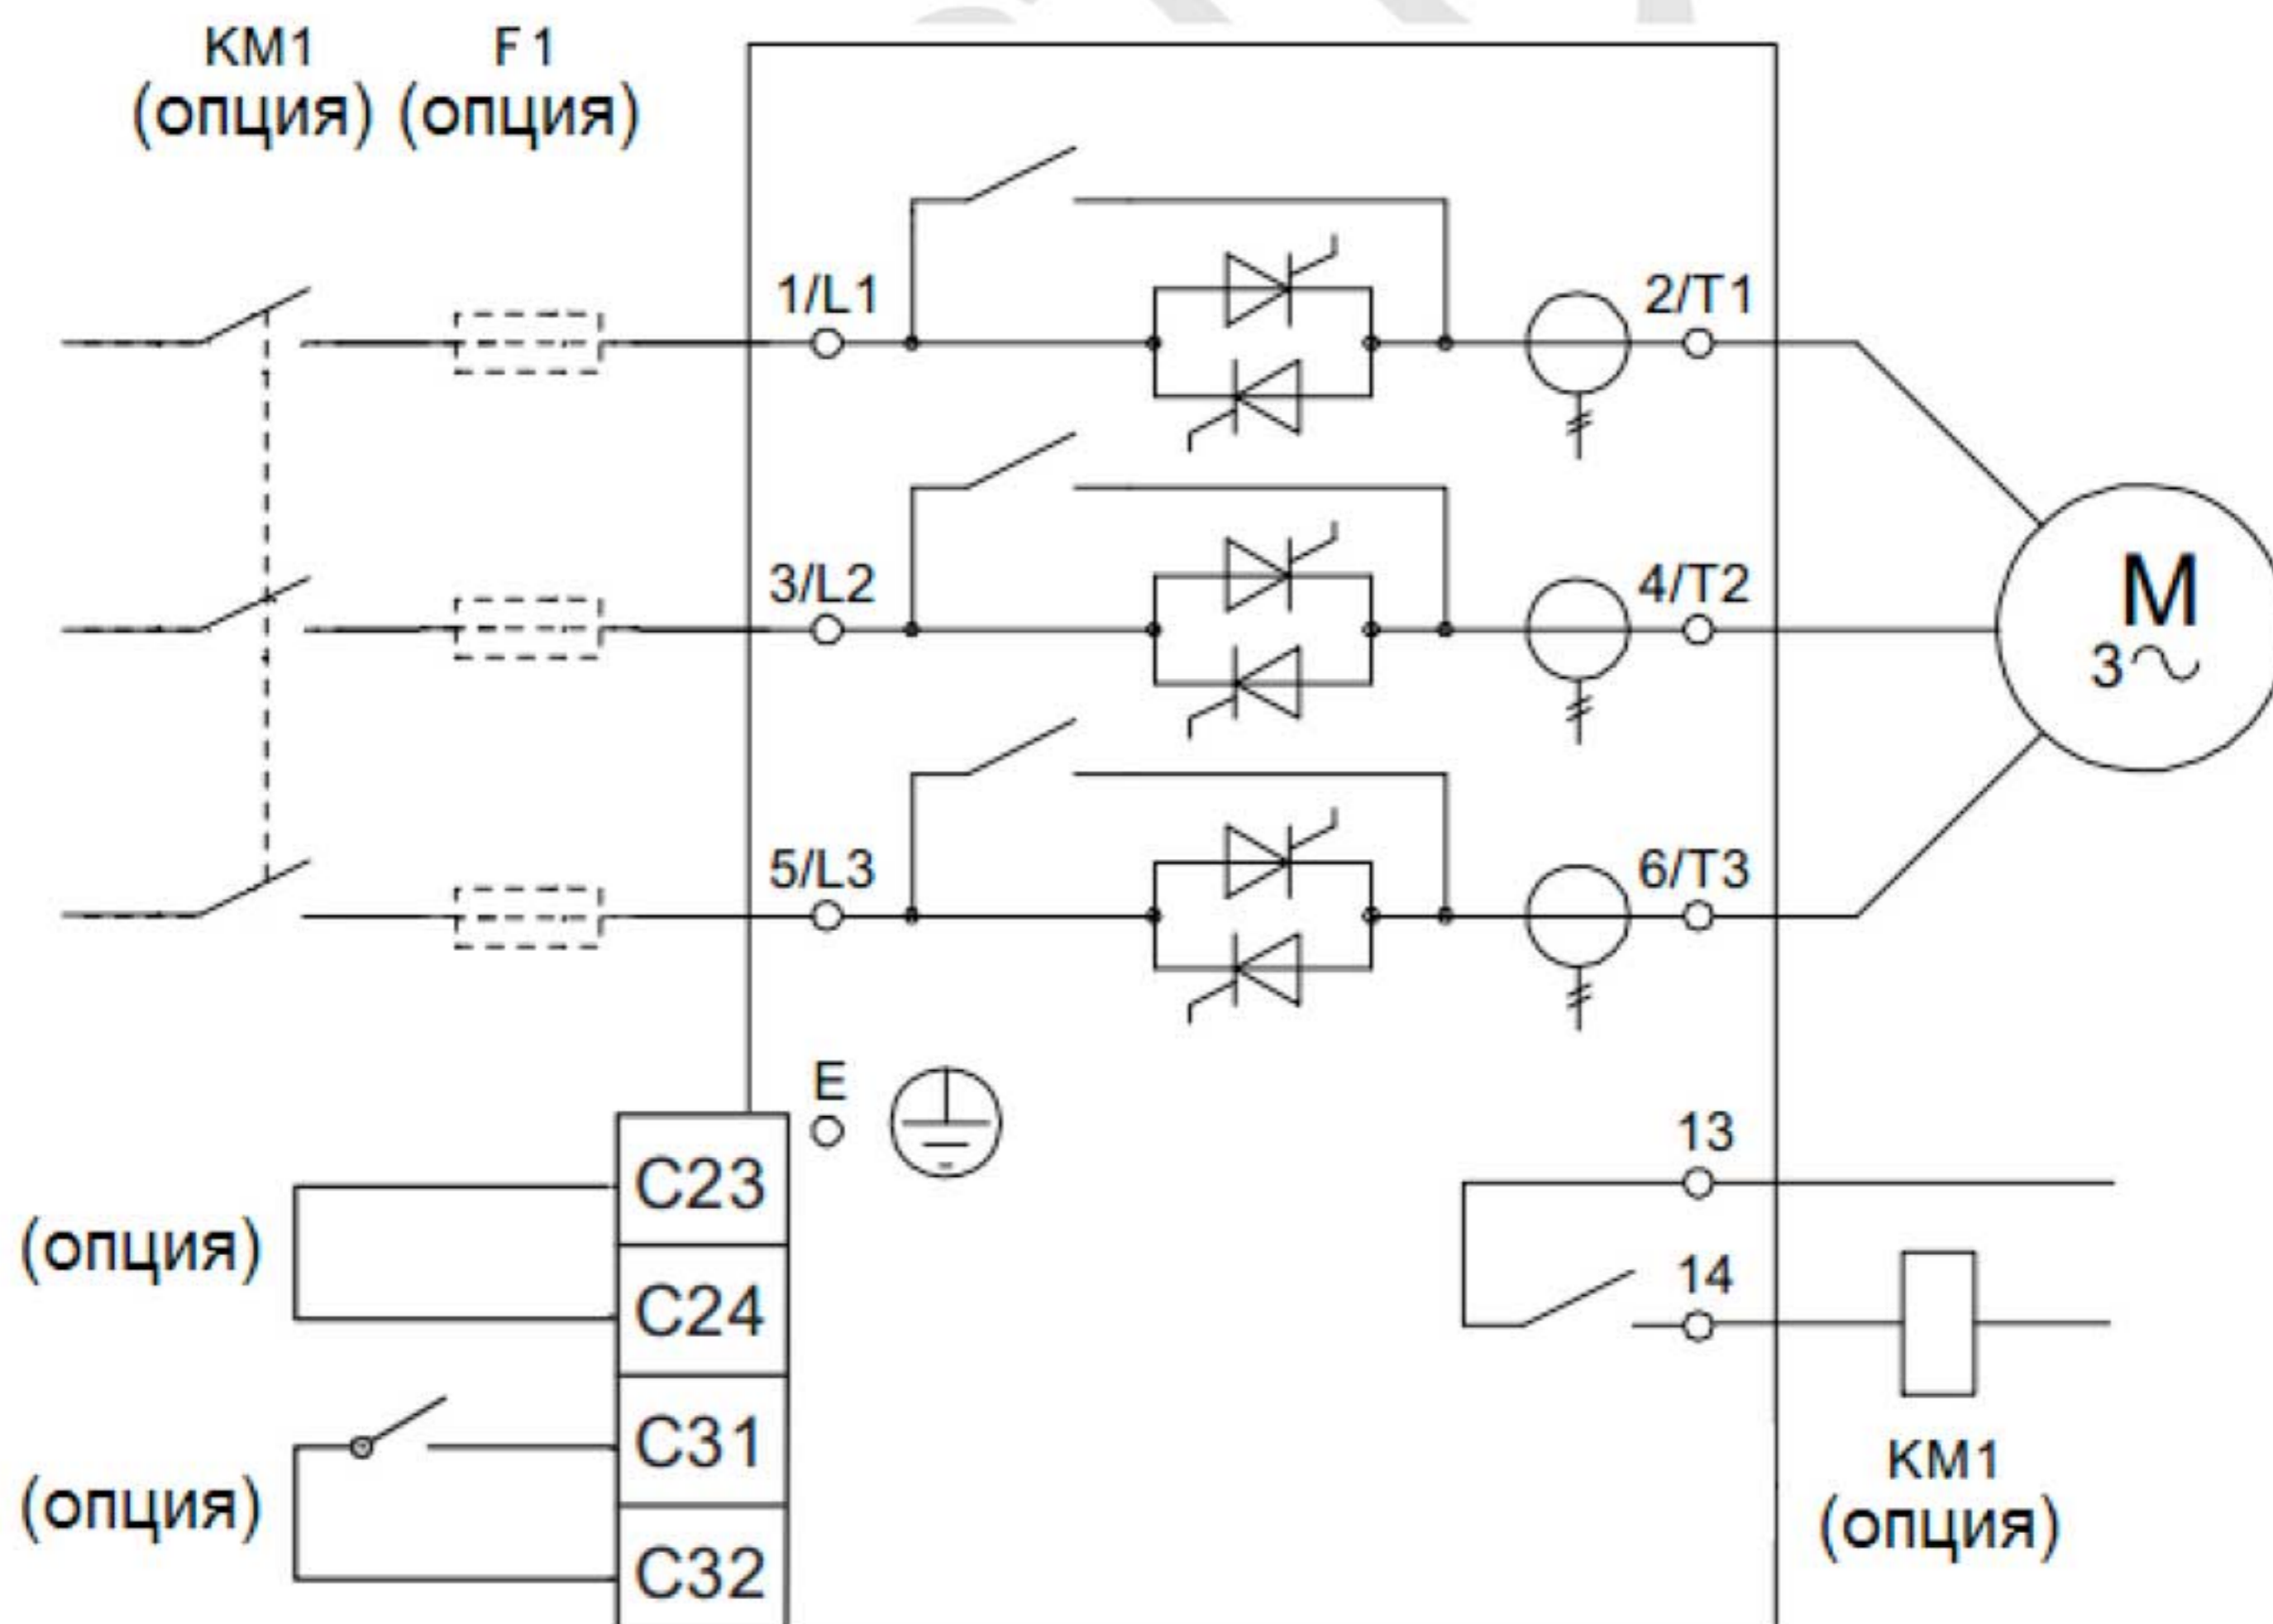 KM1 F1
(опция) (опция)
1/L1 2/T1
3/L2 4/T2
M
3~
5/L3 6/T3
E
13
C23
(опция)
14
C24
C31
KM1
(опция)
(опция)
C32